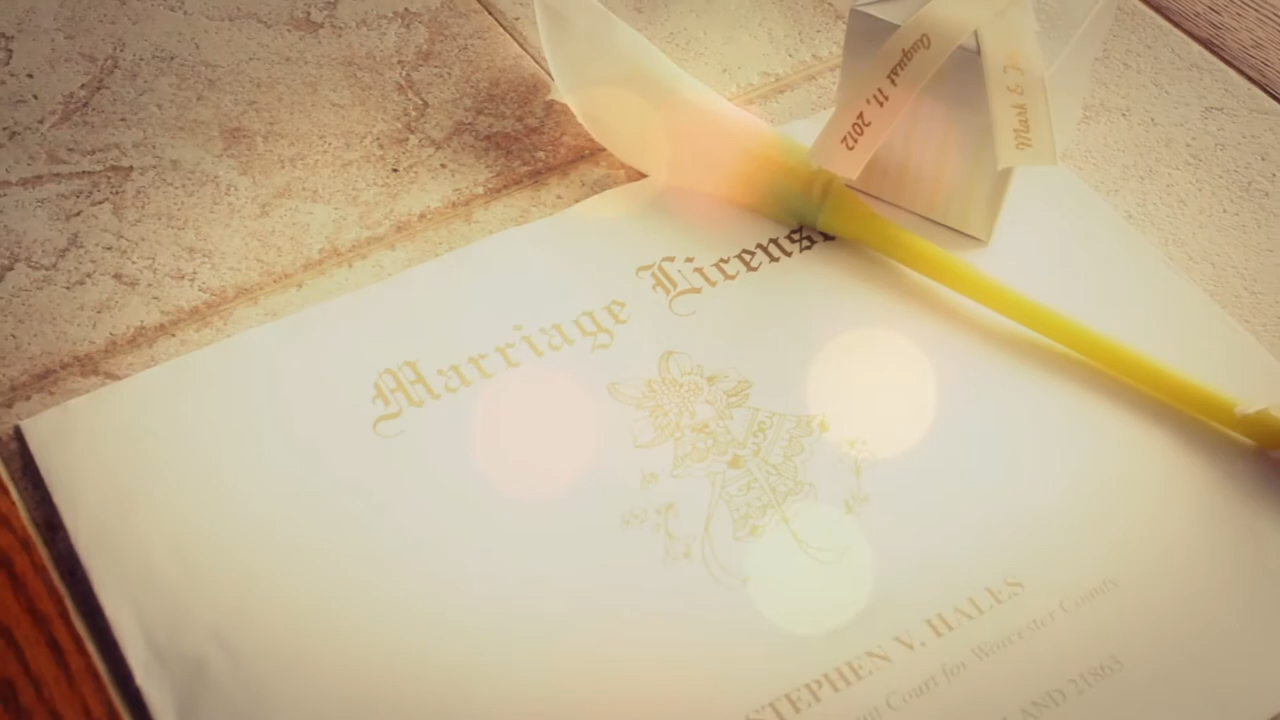 August 11, 2012
Mark & J
Marriage License
STEPHEN V. HALES
Court for Worcester County
AND 21863